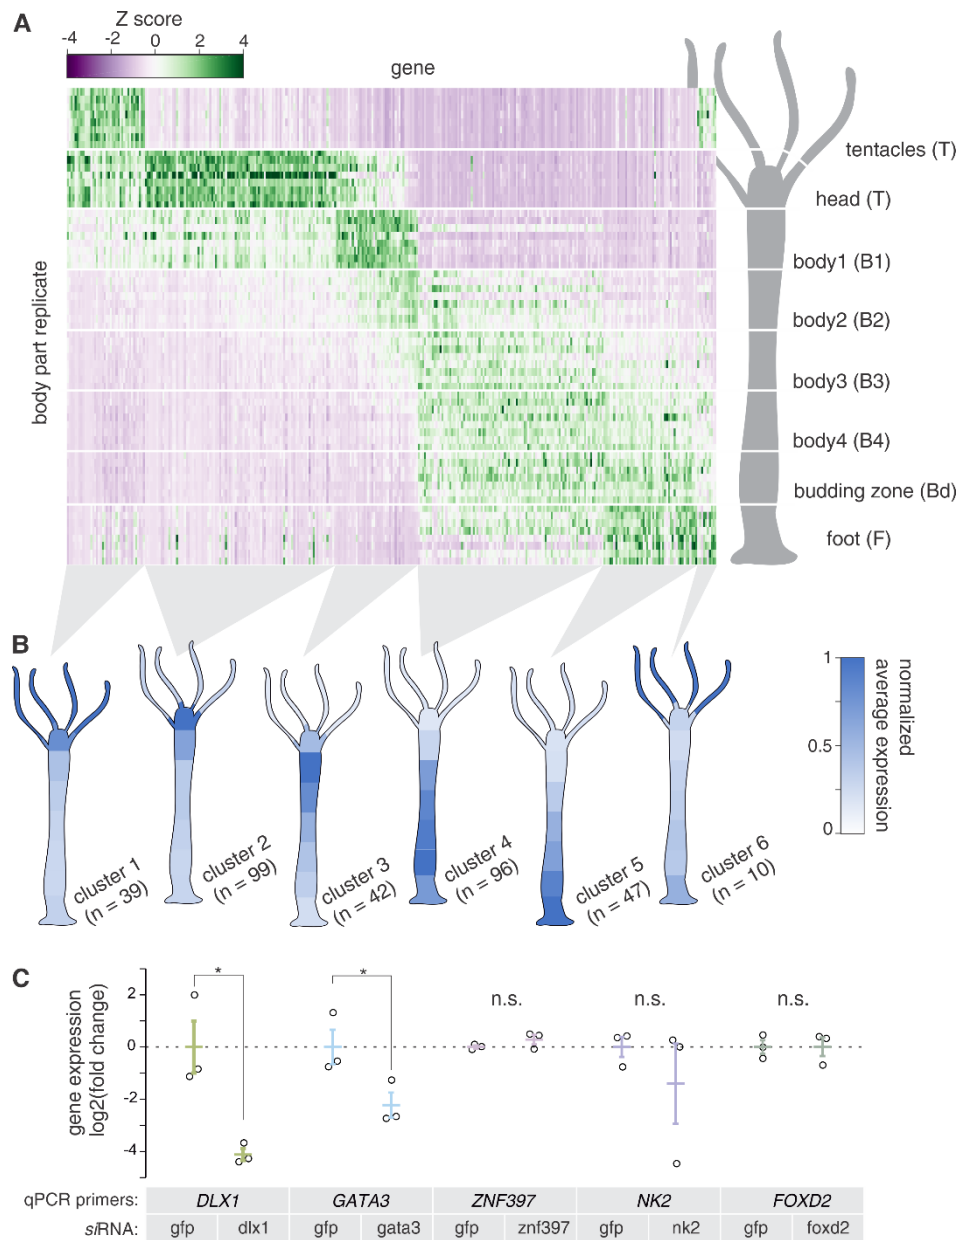 A
Z score
-4 -2 0 2 4
gene
body part replicate
tentacles (T)
head (T)
body1 (B1)
body2 (B2)
body3 (B3)
body4 (B4)
budding zone (Bd)
foot (F)
B
cluster 1
(n = 39)
cluster 2
(n = 99)
cluster 3
(n = 42)
cluster 4
(n = 96)
cluster 5
(n = 47)
cluster 6
(n = 10)
1
0.5
0
normalized
average expression
C
gene expression
log2(fold change)
2
0
-2
-4
* * n.s. n.s. n.s.
qPCR primers: DLX1 GATA3 ZNF397 NK2 FOXD2
siRNA: gfp dlx1 gfp gata3 gfp znf397 gfp nk2 gfp foxd2